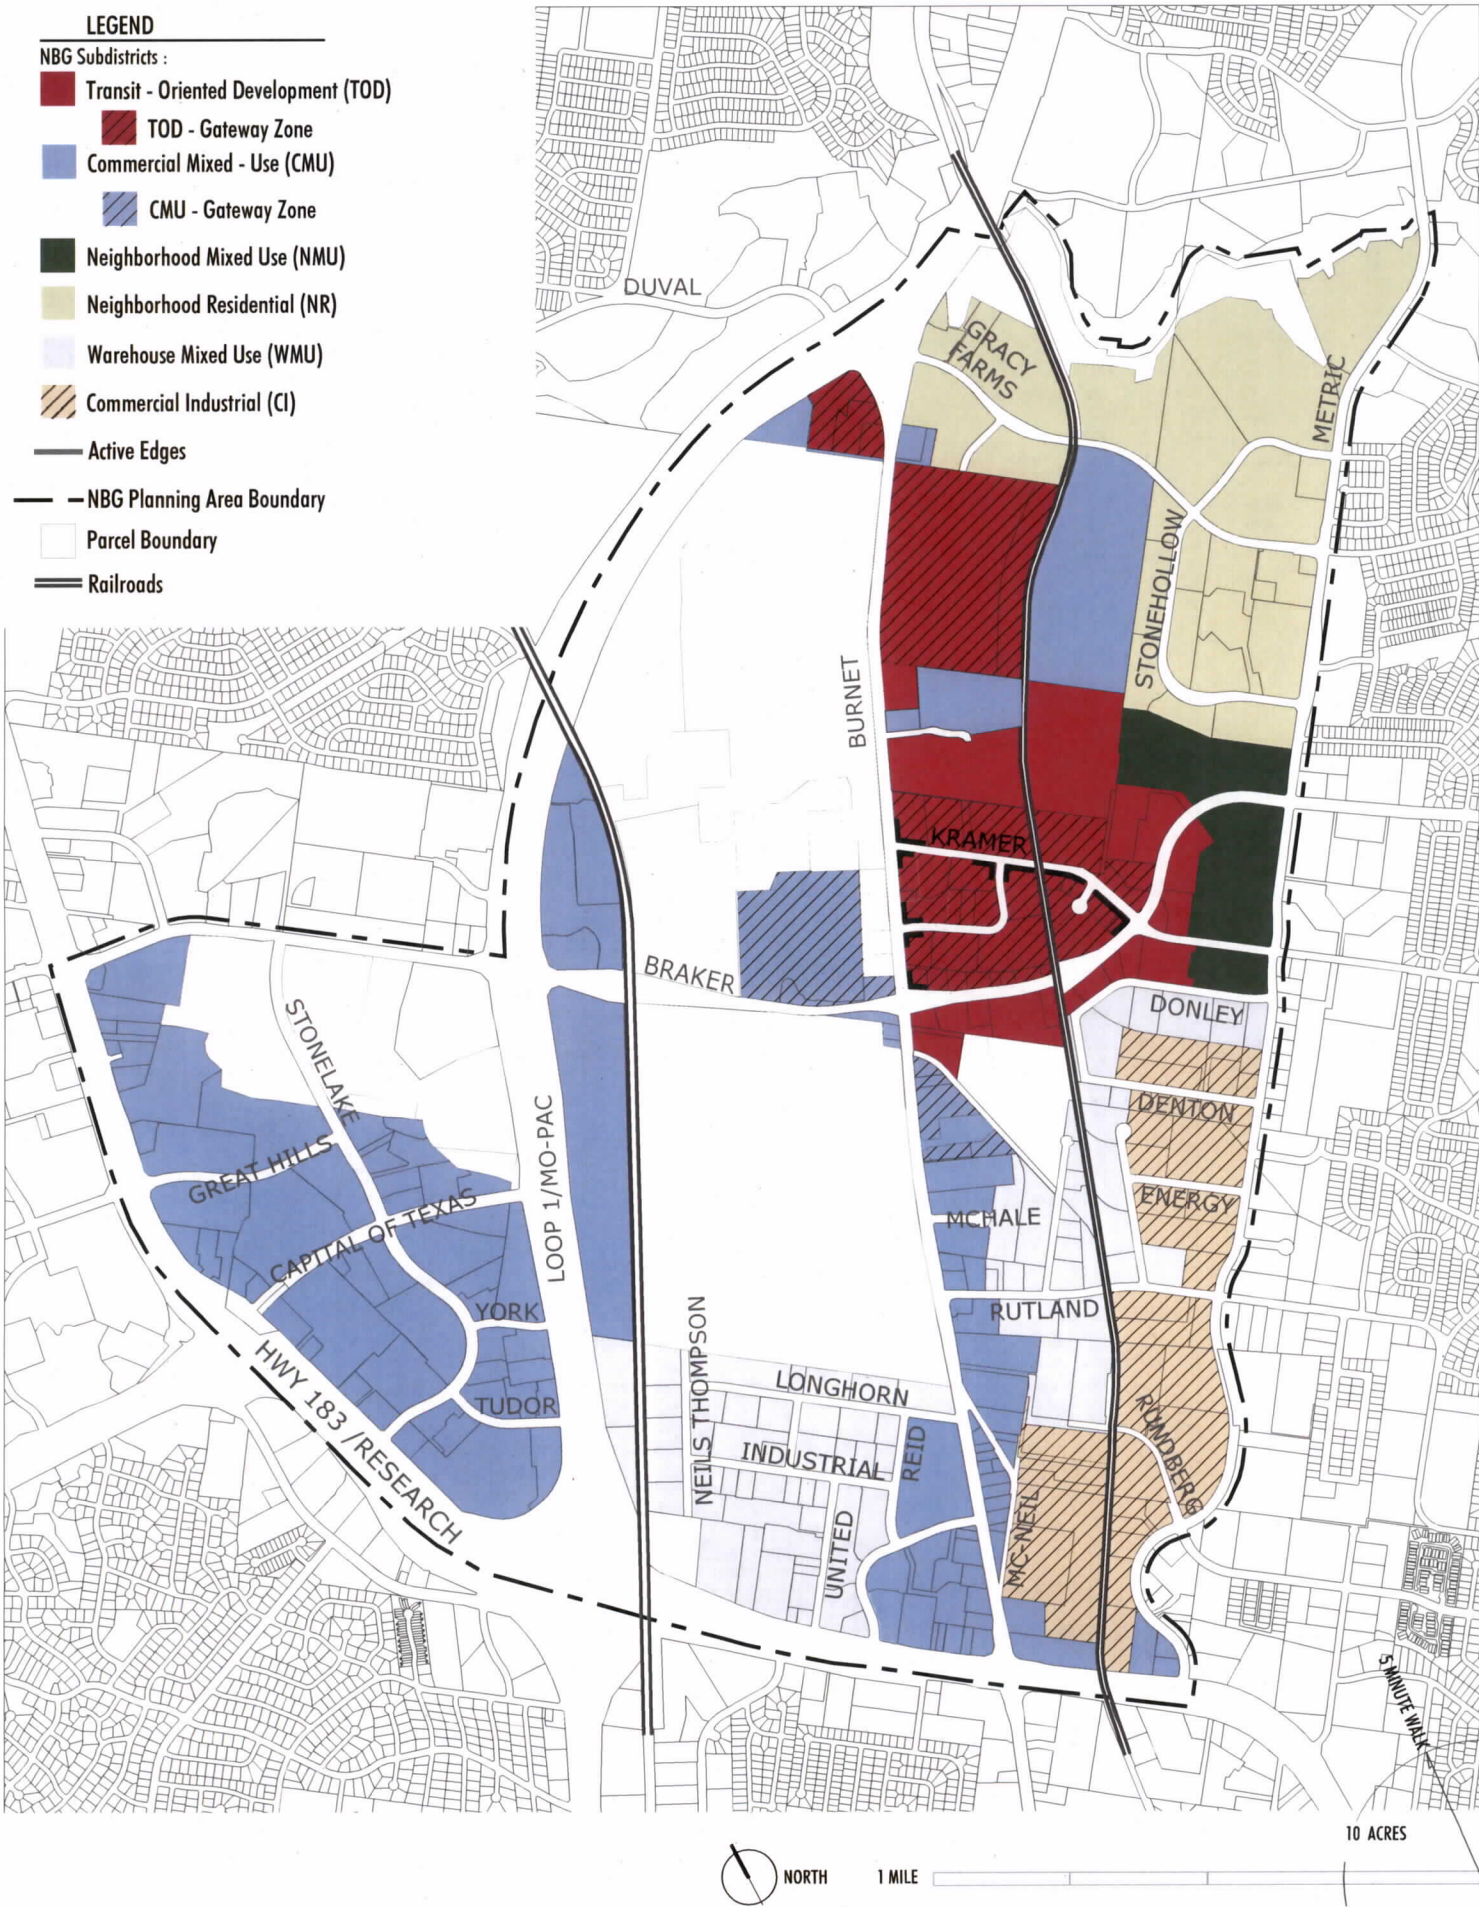 LEGEND
NBG Subdistricts :
Transit - Oriented Development (TOD)
TOD - Gateway Zone
Commercial Mixed - Use (CMU)
CMU - Gateway Zone
Neighborhood Mixed Use (NMU)
Neighborhood Residential (NR)
Warehouse Mixed Use (WMU)
Commercial Industrial (CI)
Active Edges
NBG Planning Area Boundary
Parcel Boundary
Railroads
DUVAL
GRACY
FARMS
METRIC
STONEHOLLOW
BURNET
KRAMER
BRAKER
DONLEY
STONELAKE
DENTON
GREAT HILLS
ENERGY
CAPITAL OF TEXAS
LOOP 1/MO-PAC
MCHALE
YORK
RUTLAND
HWY 183 /RESEARCH
NEILS THOMPSON
LONGHORN
TUDOR
RUNDBERG
INDUSTRIAL
REID
UNITED
MC-NEIL
5 MINUTE WALK
10 ACRES
NORTH
1 MILE